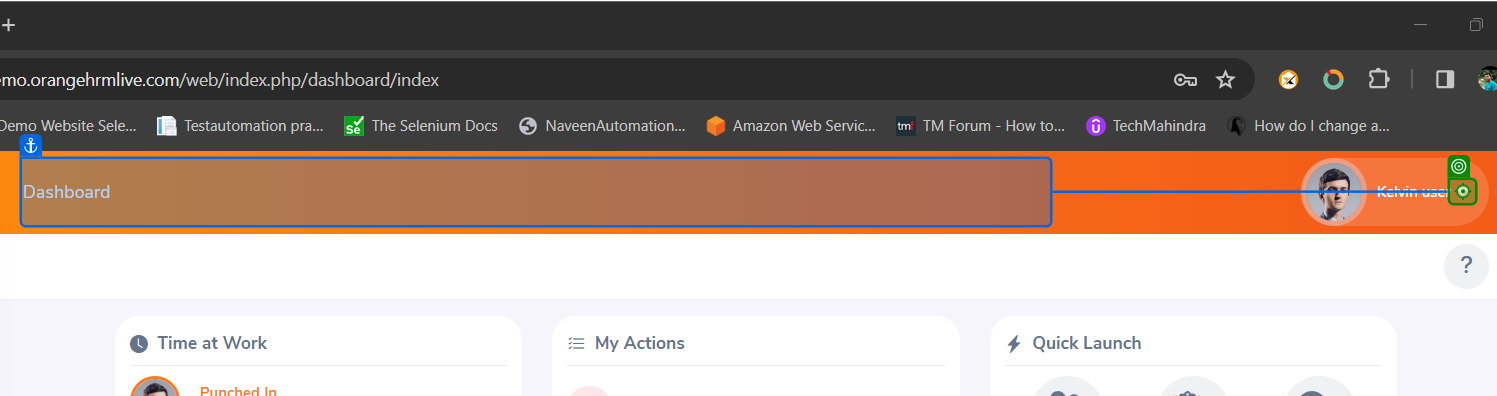 emo.orangehrmlive.com/web/index.php/dashboard/index
Demo Website Sele... Testautomation pra... Se The Selenium Docs NaveenAutomation... Amazon Web Servic... tmf TM Forum - How to... TechMahindra How do I change a...
Dashboard Kelvin user
?
Time at Work My Actions Quick Launch
Punched In